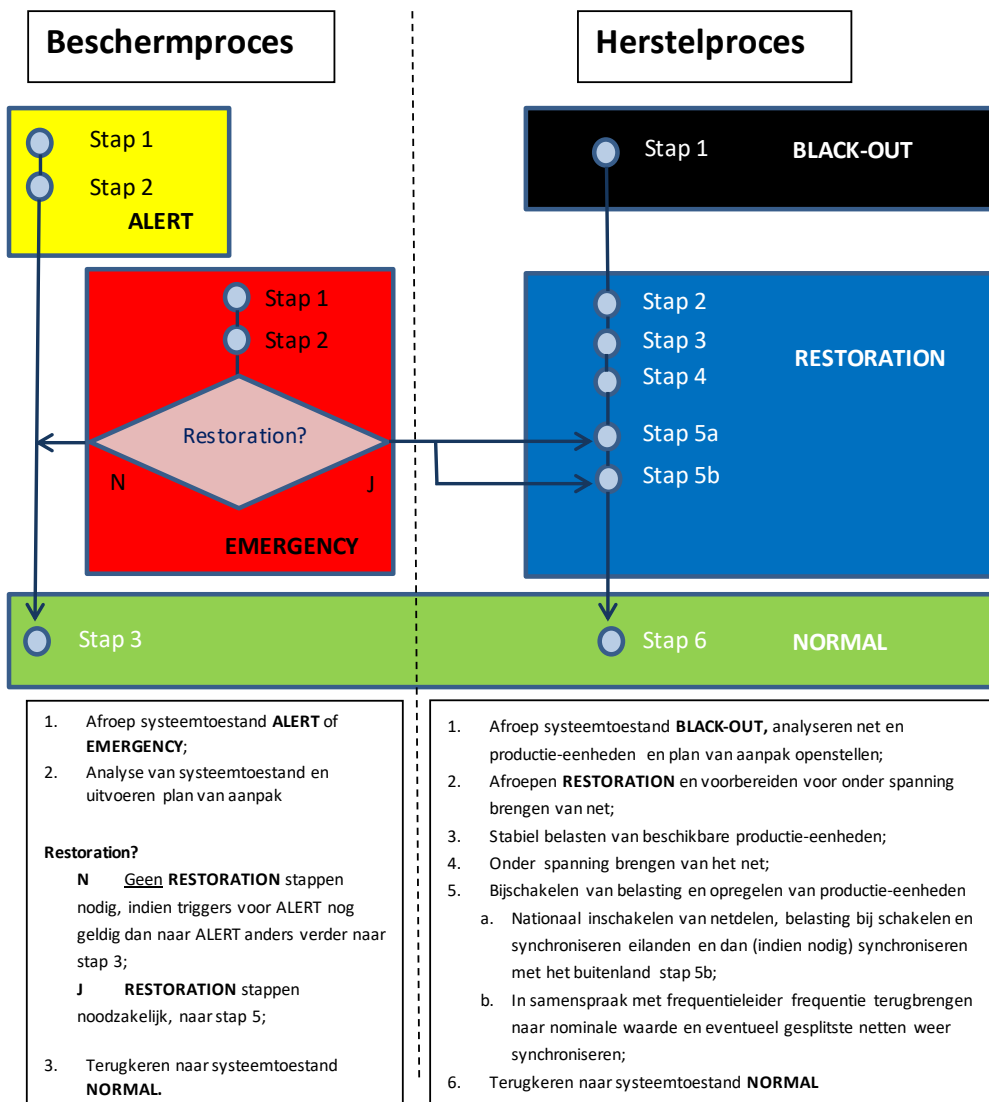 Beschermproces
Herstelproces
Stap 1
Stap 2
ALERT
Stap 1
BLACK-OUT
Stap 1
Stap 2
Restoration?
N
J
EMERGENCY
Stap 2
Stap 3
Stap 4
RESTORATION
Stap 5a
Stap 5b
Stap 3
Stap 6
NORMAL
1. Afroep systeemtoestand ALERT of
EMERGENCY;
2. Analyse van systeemtoestand en
uitvoeren plan van aanpak
Restoration?
N Geen RESTORATION stappen
nodig, indien triggers voor ALERT nog
geldig dan naar ALERT anders verder naar
stap 3;
J RESTORATION stappen
noodzakelijk, naar stap 5;
3. Terugkeren naar systeemtoestand
NORMAL.
1. Afroep systeemtoestand BLACK-OUT, analyseren net en
productie-eenheden en plan van aanpak openstellen;
2. Afroepen RESTORATION en voorbereiden voor onder spanning
brengen van net;
3. Stabiel belasten van beschikbare productie-eenheden;
4. Onder spanning brengen van het net;
5. Bijschakelen van belasting en opregelen van productie-eenheden
a. Nationaal inschakelen van netdelen, belasting bij schakelen en
synchroniseren eilanden en dan (indien nodig) synchroniseren
met het buitenland stap 5b;
b. In samenspraak met frequentieleider frequentie terugbrengen
naar nominale waarde en eventueel gesplitste netten weer
synchroniseren;
6. Terugkeren naar systeemtoestand NORMAL